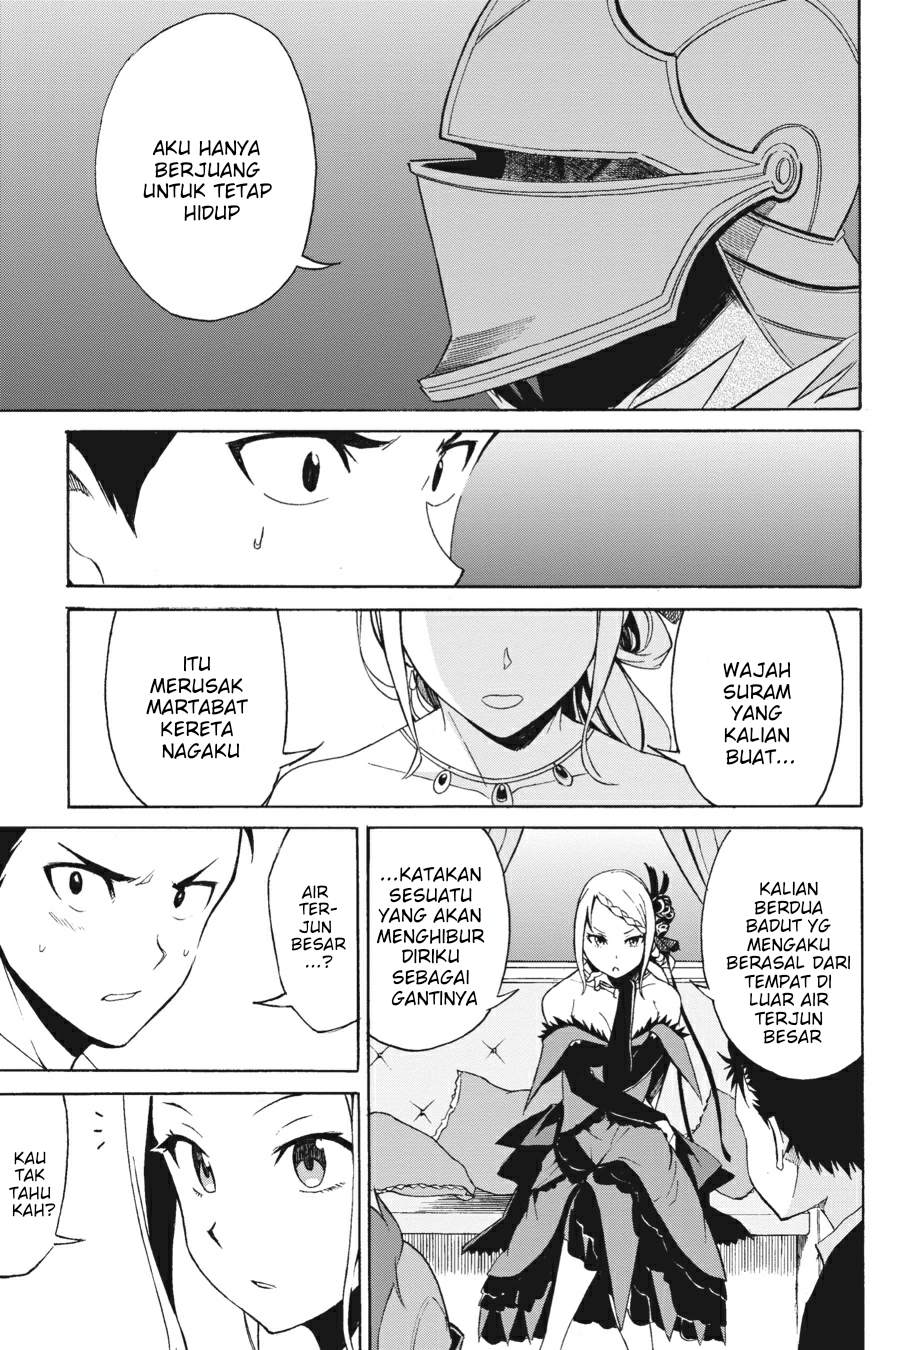 AKU HANYA
BERJUANG
UNTUK TETAP
HIDUP
WAJAH
SURAM
YANG
KALIAN
BUAT...
ITU
MERUSAK
MARTABAT
KERETA
NAGAKU
KALIAN
BERDUA
BADUT YG
MENGAKU
BERASAL DARI
TEMPAT DI
LUAR AIR
TERJUN
BESAR
...KATAKAN
SESUATU
YANG AKAN
MENGHIBUR
DIRIKU
SEBAGAI
GANTINYA
AIR
TER-
JUN
BESAR
...?
KAU
TAK
TAHU
KAH?